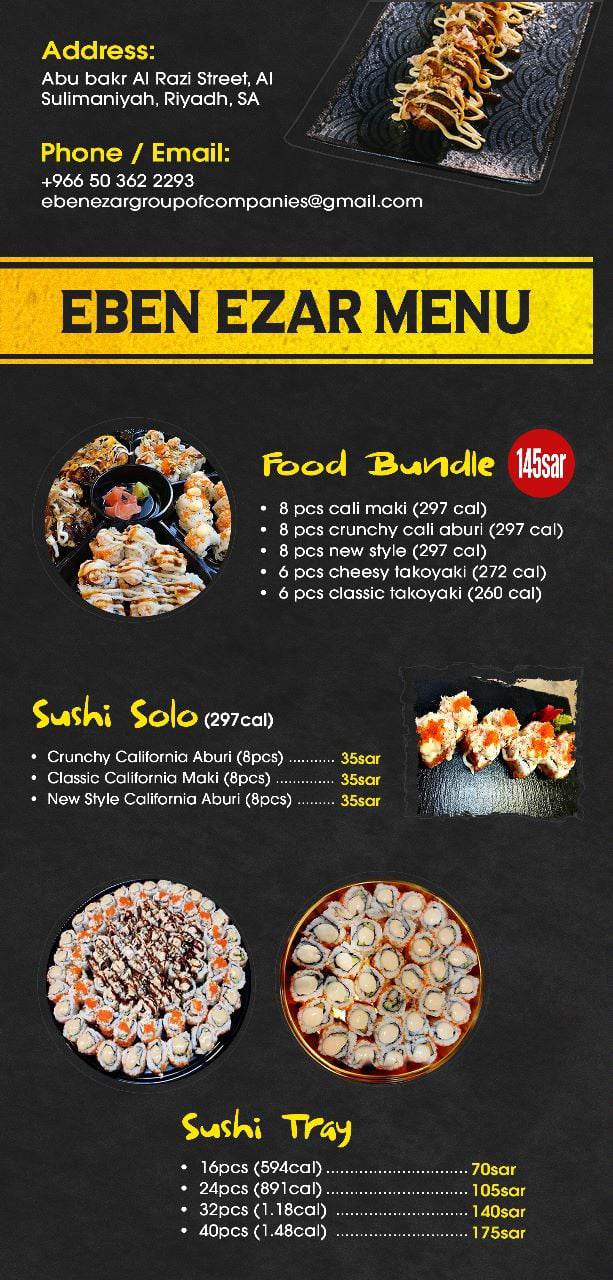 Address:
Abu bakr Al Razi Street, Al
Sulimaniyah, Riyadh, SA
Phone / Email:
+966 50 362 2293
ebenezargroupofcompanies@gmail.com
EBEN EZAR MENU
Food Bundle 145sar
• 8 pcs cali maki (297 cal)
• 8 pcs crunchy cali aburi (297 cal)
• 8 pcs new style (297 cal)
• 6 pcs cheesy takoyaki (272 cal)
• 6 pcs classic takoyaki (260 cal)
Sushi Solo (297cal)
• Crunchy California Aburi (8pcs) ........... 35sar
• Classic California Maki (8pcs) .............. 35sar
• New Style California Aburi (8pcs) ......... 35sar
Sushi Tray
• 16pcs (594cal) ................................. 70sar
• 24pcs (891cal) ................................. 105sar
• 32pcs (1.18cal) ............................... 140sar
• 40pcs (1.48cal) ............................... 175sar